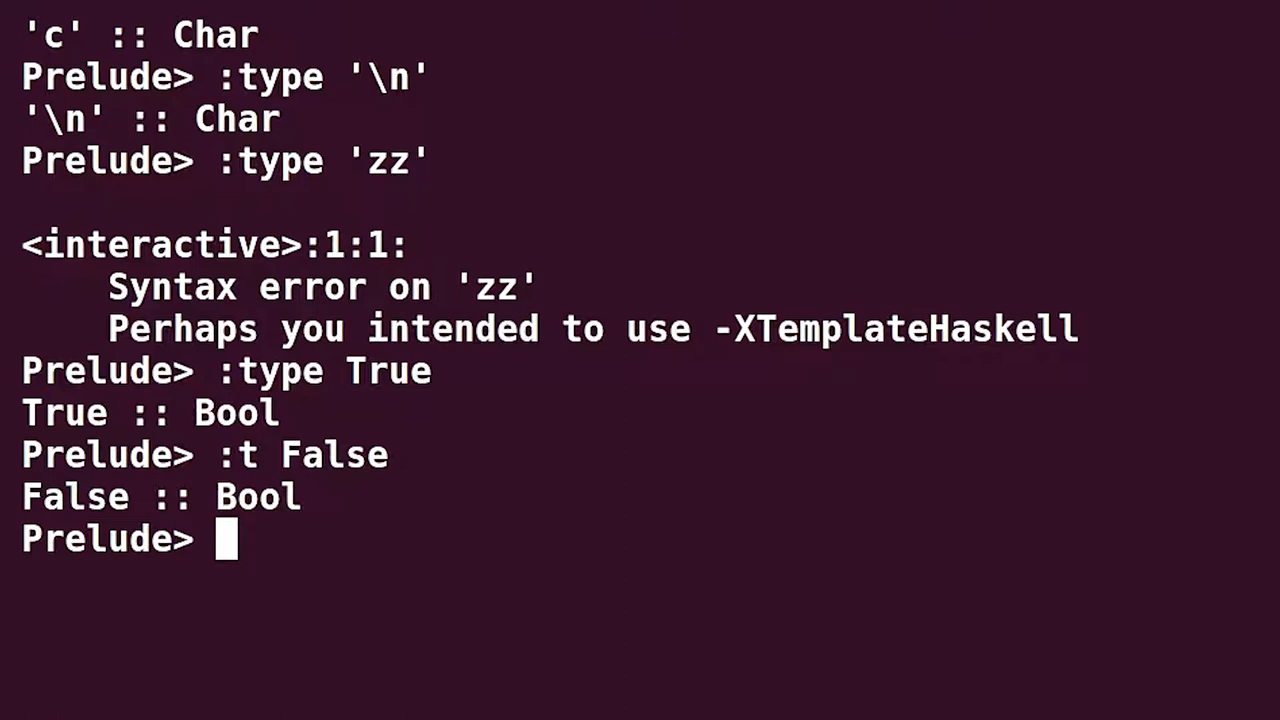 'c' :: Char
Prelude> :type '\n'
'\n' :: Char
Prelude> :type 'zz'
<interactive>:1:1:
Syntax error on 'zz'
Perhaps you intended to use -XTemplateHaskell
Prelude> :type True
True :: Bool
Prelude> :t False
False :: Bool
Prelude>